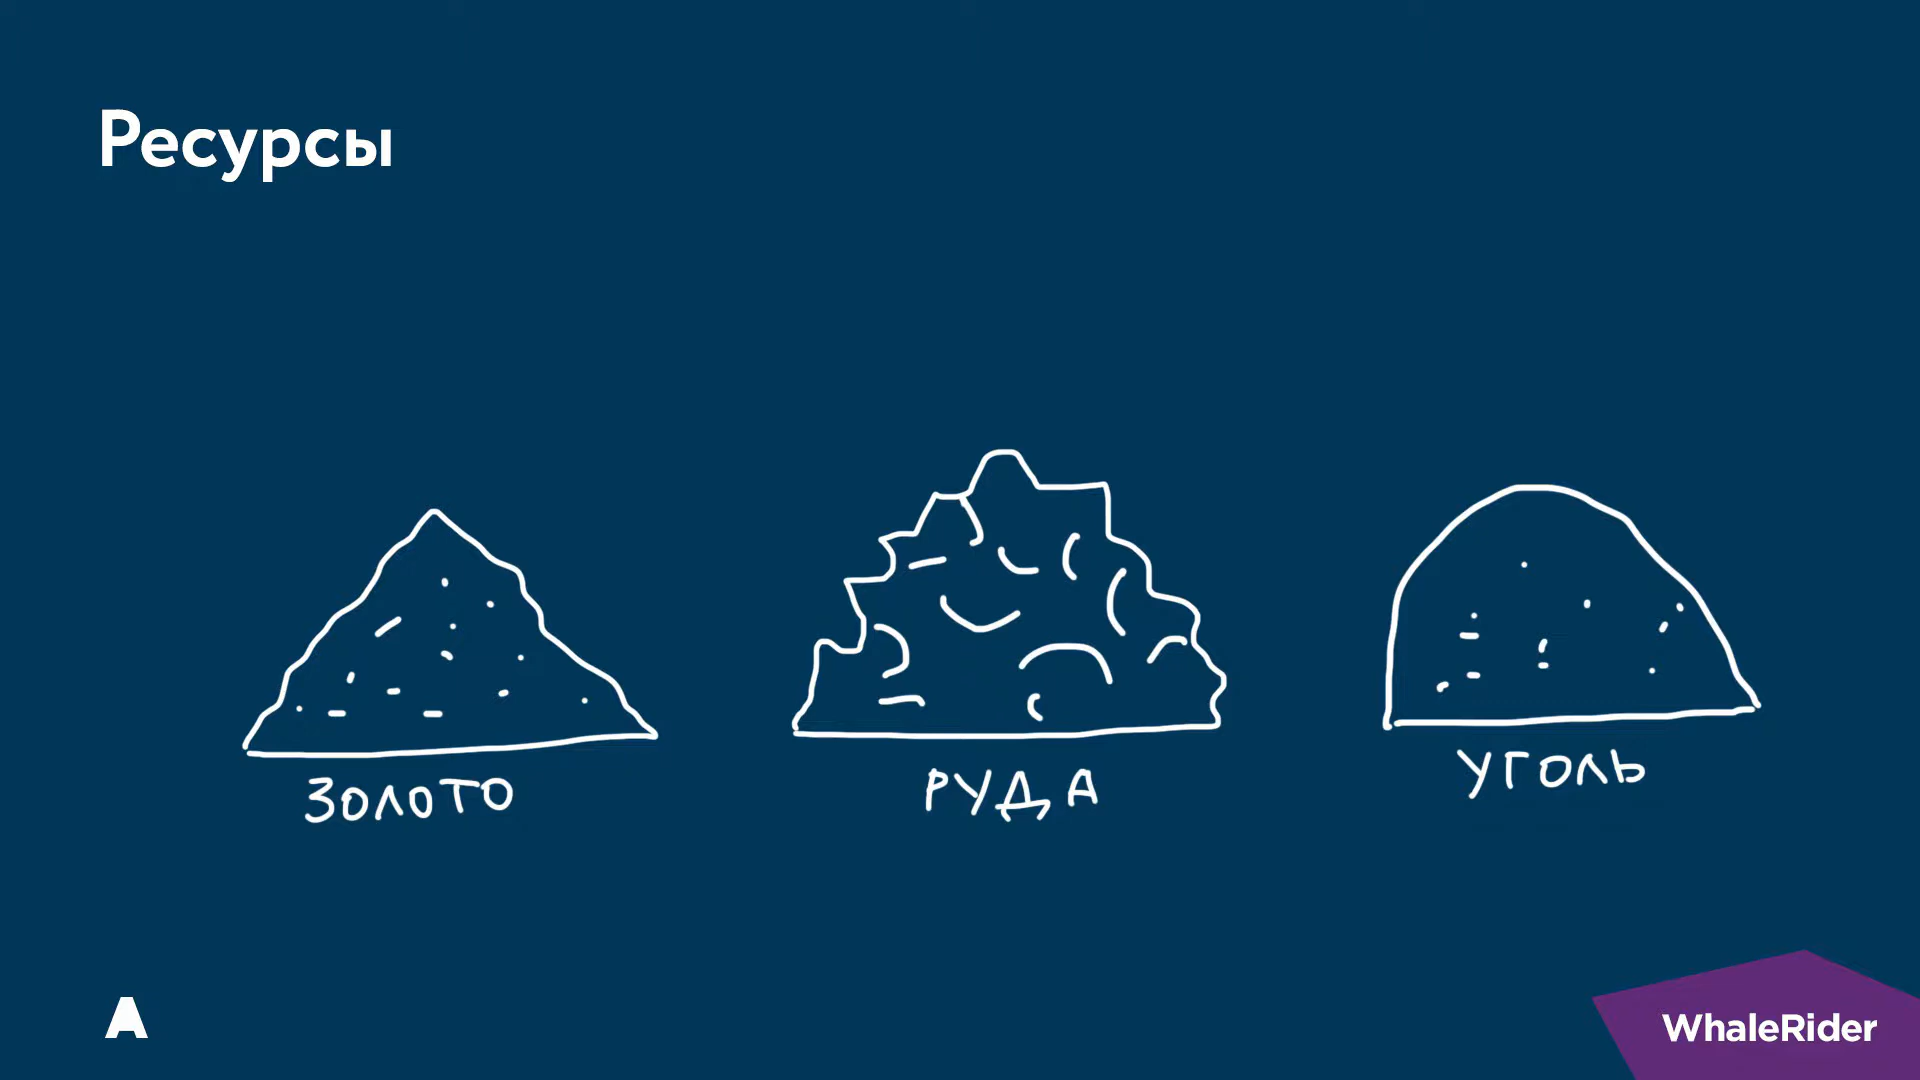 Ресурсы
ЗОЛОТО
РУДА
УГОЛЬ
A
WhaleRider